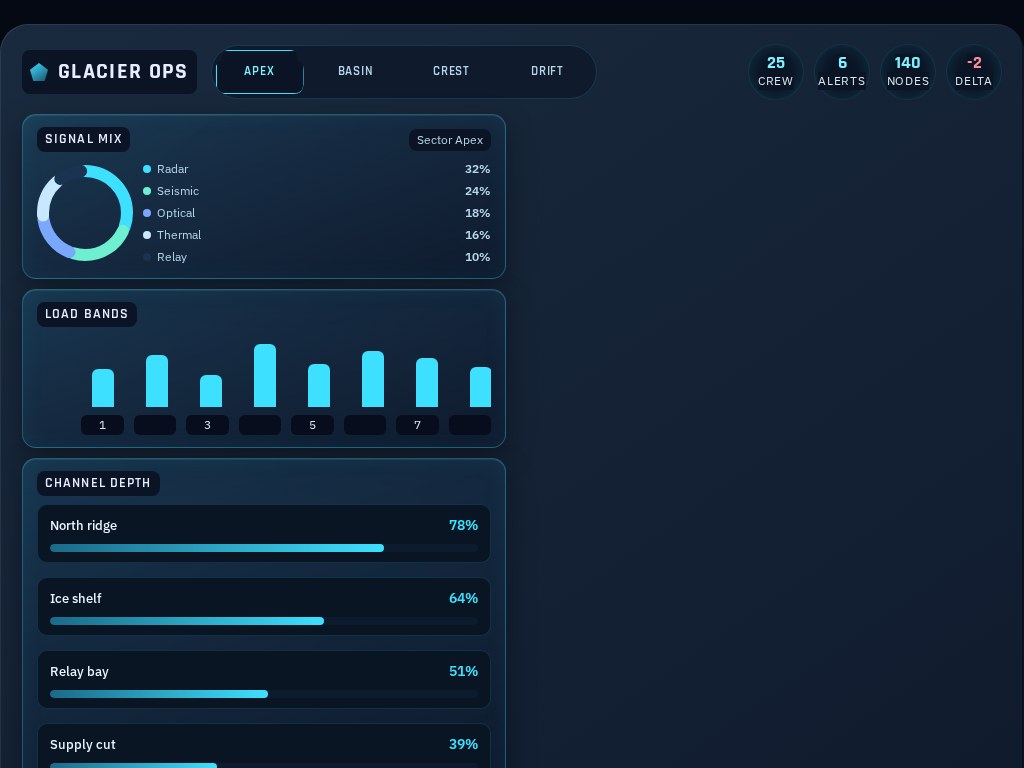 GLACIER OPS
APEX
BASIN
CREST
DRIFT
25
CREW
6
ALERTS
140
NODES
-2
DELTA
SIGNAL MIX
Sector Apex
Radar 32%
Seismic 24%
Optical 18%
Thermal 16%
Relay 10%
LOAD BANDS
1 3 5 7
CHANNEL DEPTH
North ridge 78%
Ice shelf 64%
Relay bay 51%
Supply cut 39%